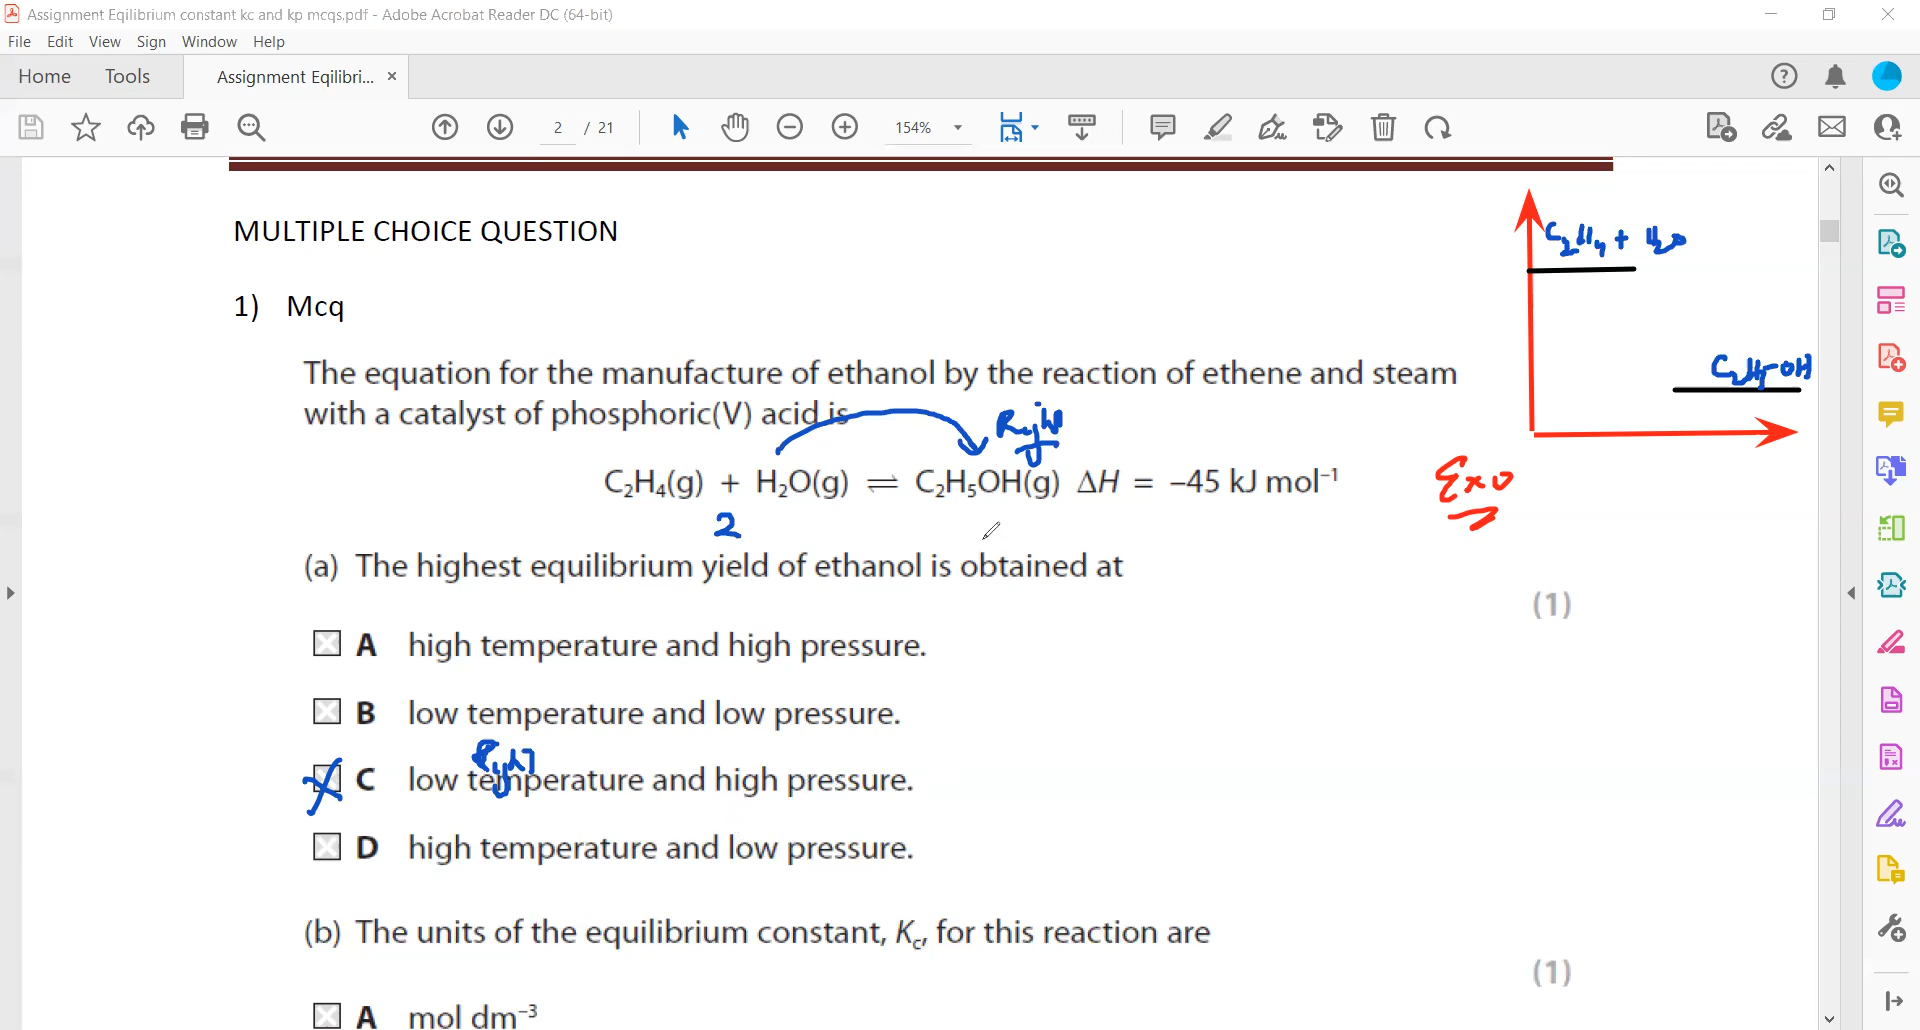 Assignment Eqilibrium constant kc and kp mcqs.pdf - Adobe Acrobat Reader DC (64-bit)
File Edit View Sign Window Help
Home Tools Assignment Eqilibri... ×
2 / 21 154%
MULTIPLE CHOICE QUESTION
C₂H₄ + H₂O
1) Mcq
The equation for the manufacture of ethanol by the reaction of ethene and steam
C₂H₅OH
with a catalyst of phosphoric(V) acid is
Right
C₂H₄(g) + H₂O(g) ⇌ C₂H₅OH(g) ΔH = –45 kJ mol⁻¹
Exo
2
(a) The highest equilibrium yield of ethanol is obtained at
(1)
A high temperature and high pressure.
B low temperature and low pressure.
Right
C low temperature and high pressure.
D high temperature and low pressure.
(b) The units of the equilibrium constant, Kc, for this reaction are
(1)
A mol dm⁻³